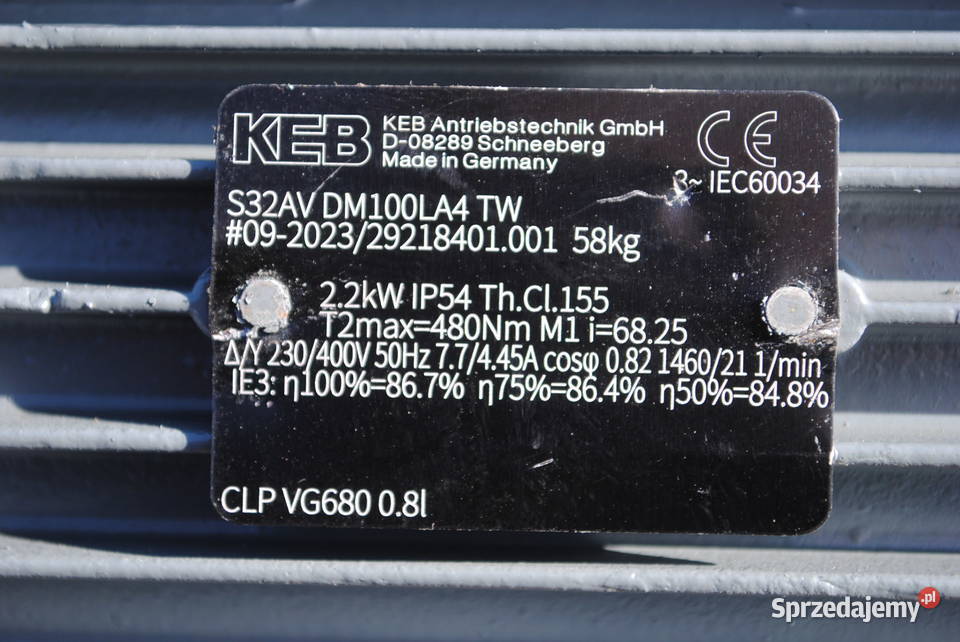 KEB
KEB Antriebstechnik GmbH
D-08289 Schneeberg
Made in Germany
CE
3~ IEC60034
S32AV DM100LA4 TW
#09-2023/29218401.001 58kg
2.2kW IP54 Th.Cl.155
T2max=480Nm M1 i=68.25
Δ/Y 230/400V 50Hz 7.7/4.45A cosφ 0.82 1460/21 1/min
IE3: η100%=86.7% η75%=86.4% η50%=84.8%
CLP VG680 0.8l
Sprzedajemy.pl